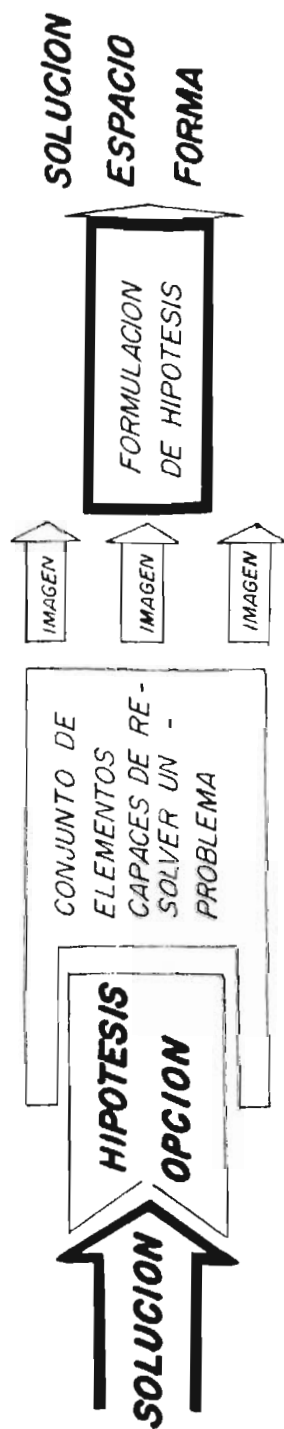 SOLUCION
HIPOTESIS
OPCION
CONJUNTO DE
ELEMENTOS
CAPACES DE RE-
SOLVER UN -
PROBLEMA
IMAGEN
IMAGEN
IMAGEN
FORMULACION
DE HIPOTESIS
SOLUCION
ESPACIO
FORMA